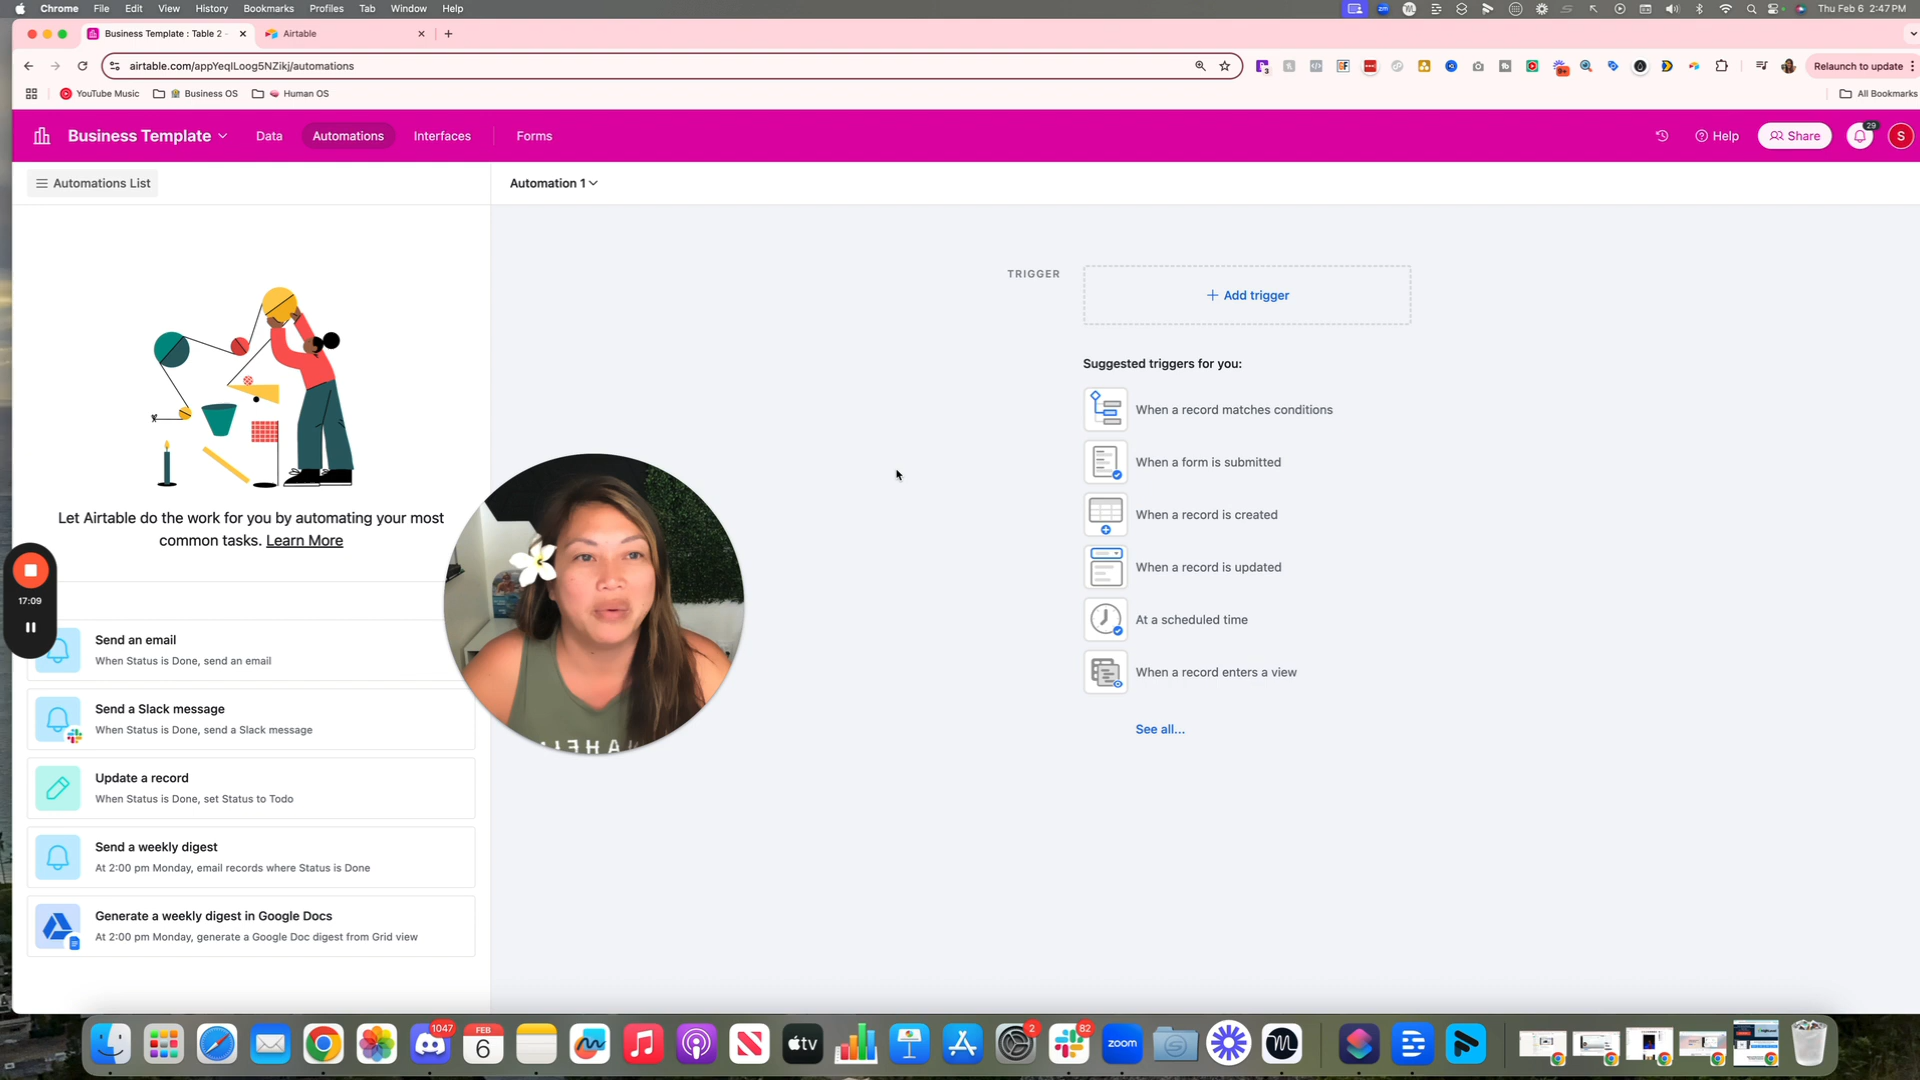 Chrome File Edit View History Bookmarks Profiles Tab Window Help
Thu Feb 6 2:47 PM
Business Template : Table 2 -
Airtable
airtable.com/appYeqlLoog5NZikj/automations
Relaunch to update
YouTube Music
Business OS
Human OS
All Bookmarks
Business Template
Data
Automations
Interfaces
Forms
Help
Share
29
S
Automations List
Automation 1
TRIGGER
+ Add trigger
Suggested triggers for you:
When a record matches conditions
When a form is submitted
When a record is created
When a record is updated
At a scheduled time
When a record enters a view
See all...
Let Airtable do the work for you by automating your most
common tasks. Learn More
17:09
Send an email
When Status is Done, send an email
Send a Slack message
When Status is Done, send a Slack message
Update a record
When Status is Done, set Status to Todo
Send a weekly digest
At 2:00 pm Monday, email records where Status is Done
Generate a weekly digest in Google Docs
At 2:00 pm Monday, generate a Google Doc digest from Grid view
1047
FEB
6
tv
2
82
zoom